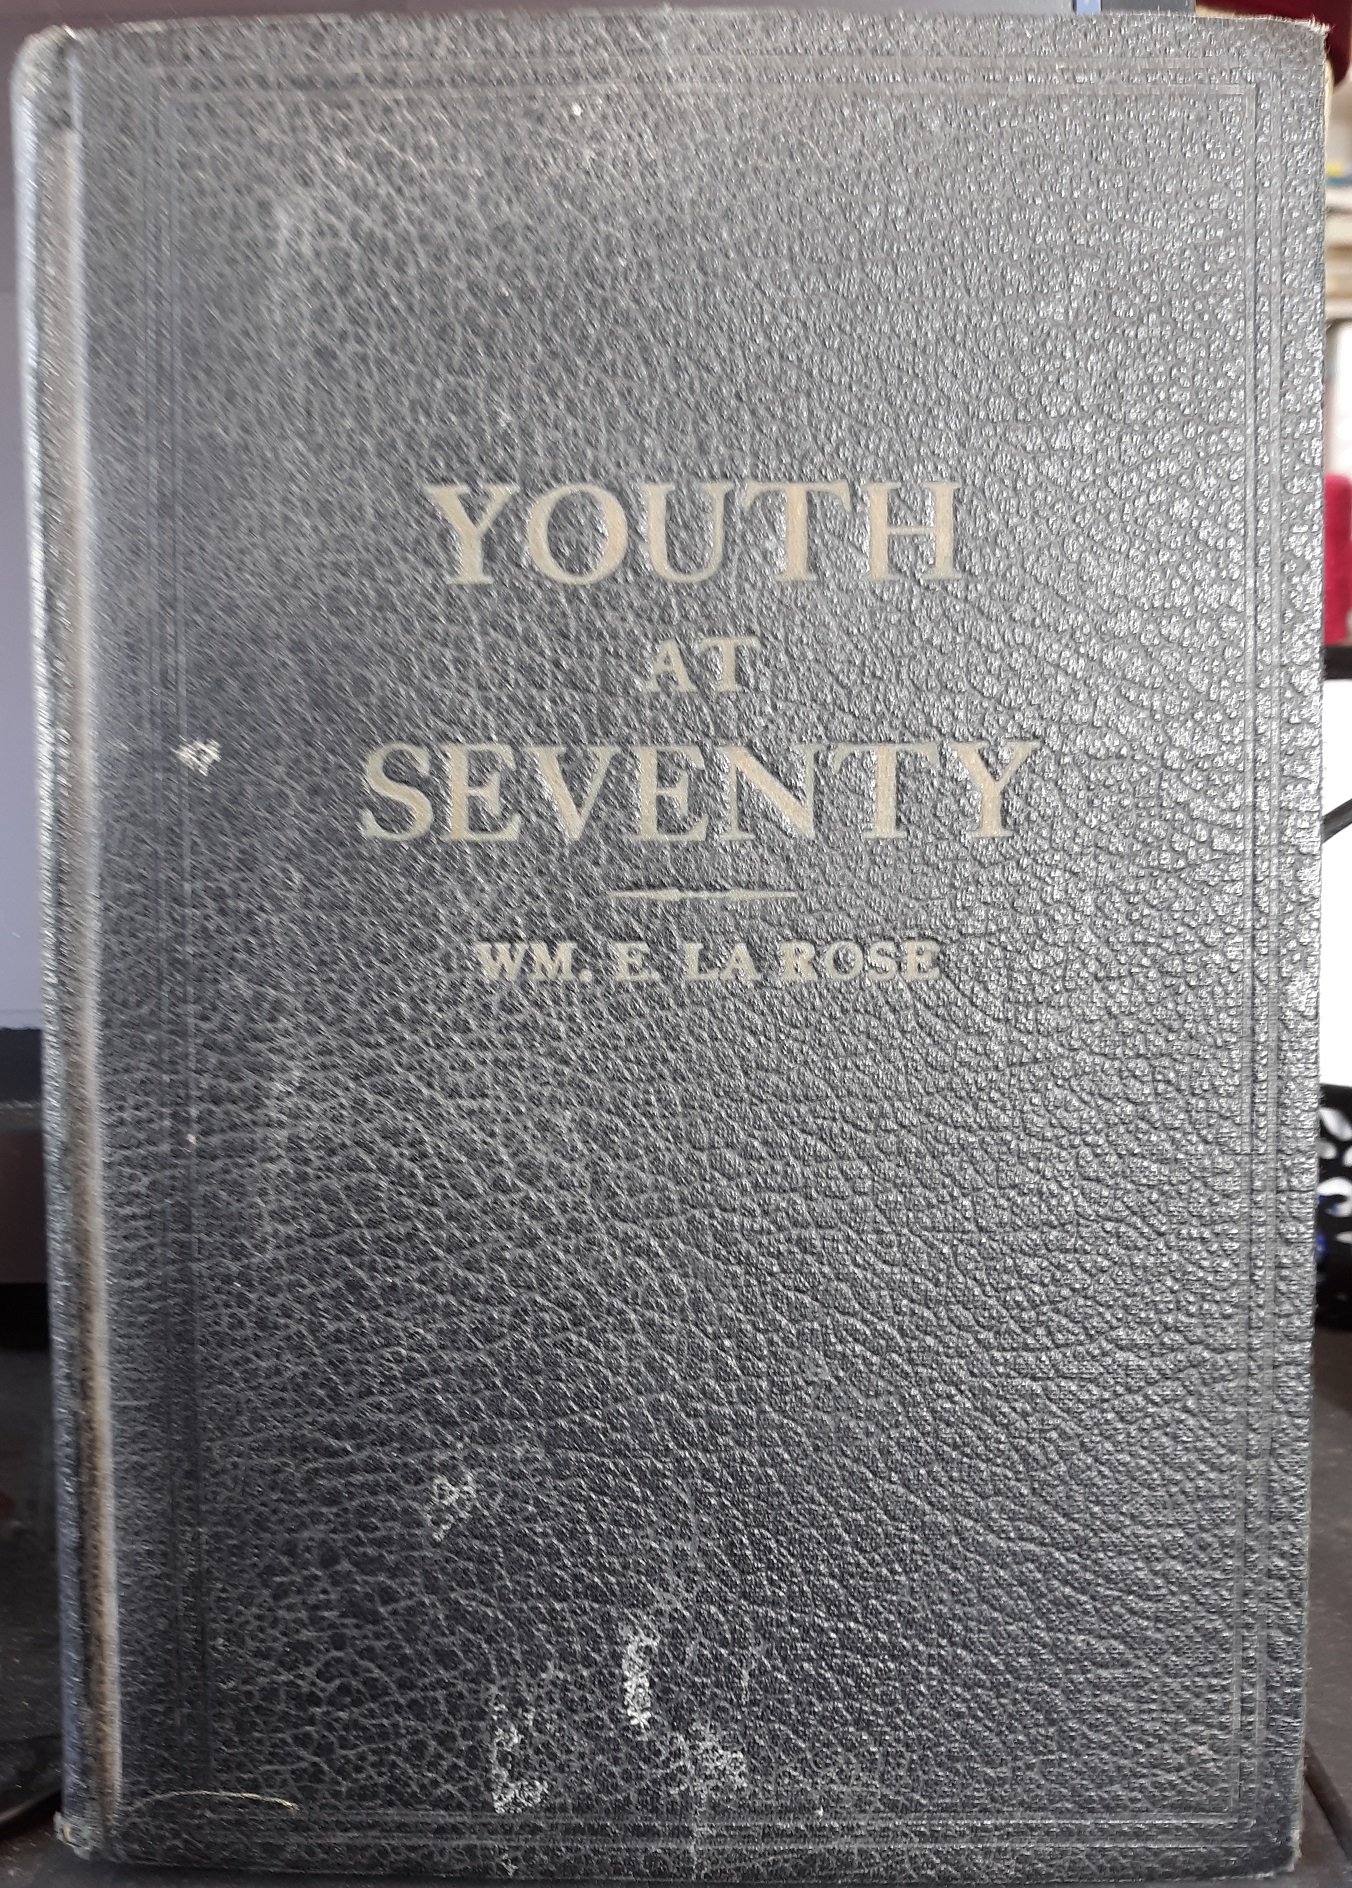 YOUTH
AT
SEVENTY
WM. E. LA ROSE